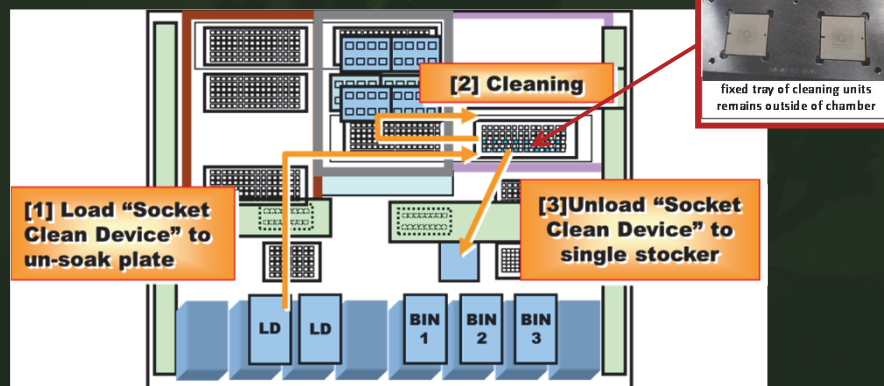 fixed tray of cleaning units
remains outside of chamber
[2] Cleaning
[1] Load “Socket
Clean Device” to
un-soak plate
[3]Unload “Socket
Clean Device” to
single stocker
LD
LD
BIN
1
BIN
2
BIN
3